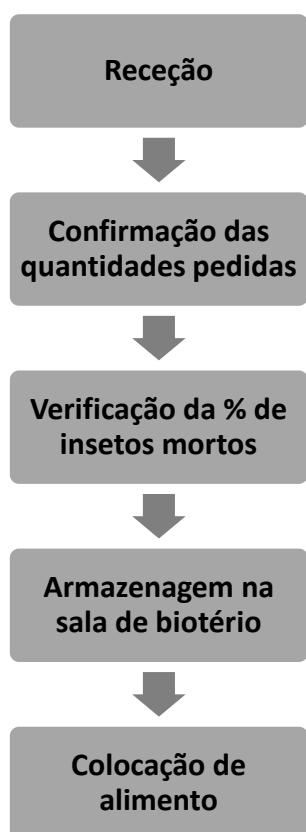 Receção
Confirmação das
quantidades pedidas
Verificação da % de
insetos mortos
Armazenagem na
sala de biotério
Colocação de
alimento